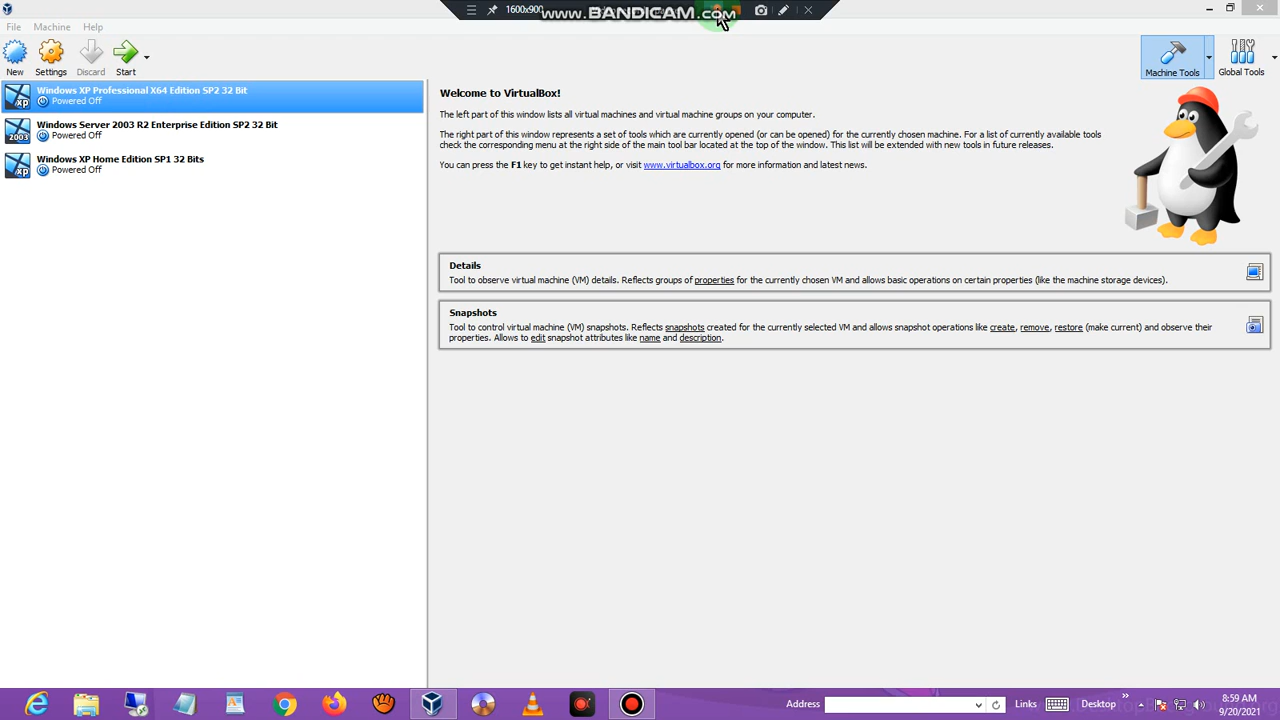 1600x900
www.BANDICAM.com
File Machine Help
New Settings Discard Start
Machine Tools Global Tools
Windows XP Professional X64 Edition SP2 32 Bit
Powered Off
Windows Server 2003 R2 Enterprise Edition SP2 32 Bit
Powered Off
Windows XP Home Edition SP1 32 Bits
Powered Off
Welcome to VirtualBox!
The left part of this window lists all virtual machines and virtual machine groups on your computer.
The right part of this window represents a set of tools which are currently opened (or can be opened) for the currently chosen machine. For a list of currently available tools
check the corresponding menu at the right side of the main tool bar located at the top of the window. This list will be extended with new tools in future releases.
You can press the F1 key to get instant help, or visit www.virtualbox.org for more information and latest news.
Details
Tool to observe virtual machine (VM) details. Reflects groups of properties for the currently chosen VM and allows basic operations on certain properties (like the machine storage devices).
Snapshots
Tool to control virtual machine (VM) snapshots. Reflects snapshots created for the currently selected VM and allows snapshot operations like create, remove, restore (make current) and observe their
properties. Allows to edit snapshot attributes like name and description.
xp
2003
xp
Address
Links
Desktop
8:59 AM
9/20/2021